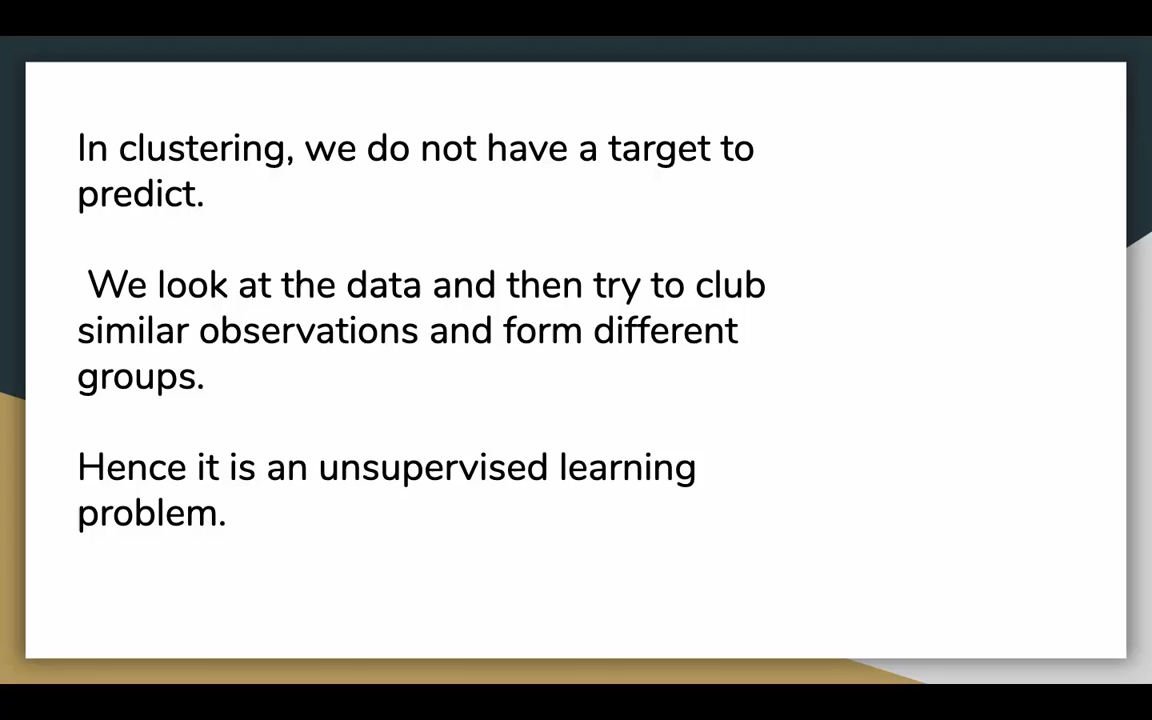 In clustering, we do not have a target to
predict.
We look at the data and then try to club
similar observations and form different
groups.
Hence it is an unsupervised learning
problem.